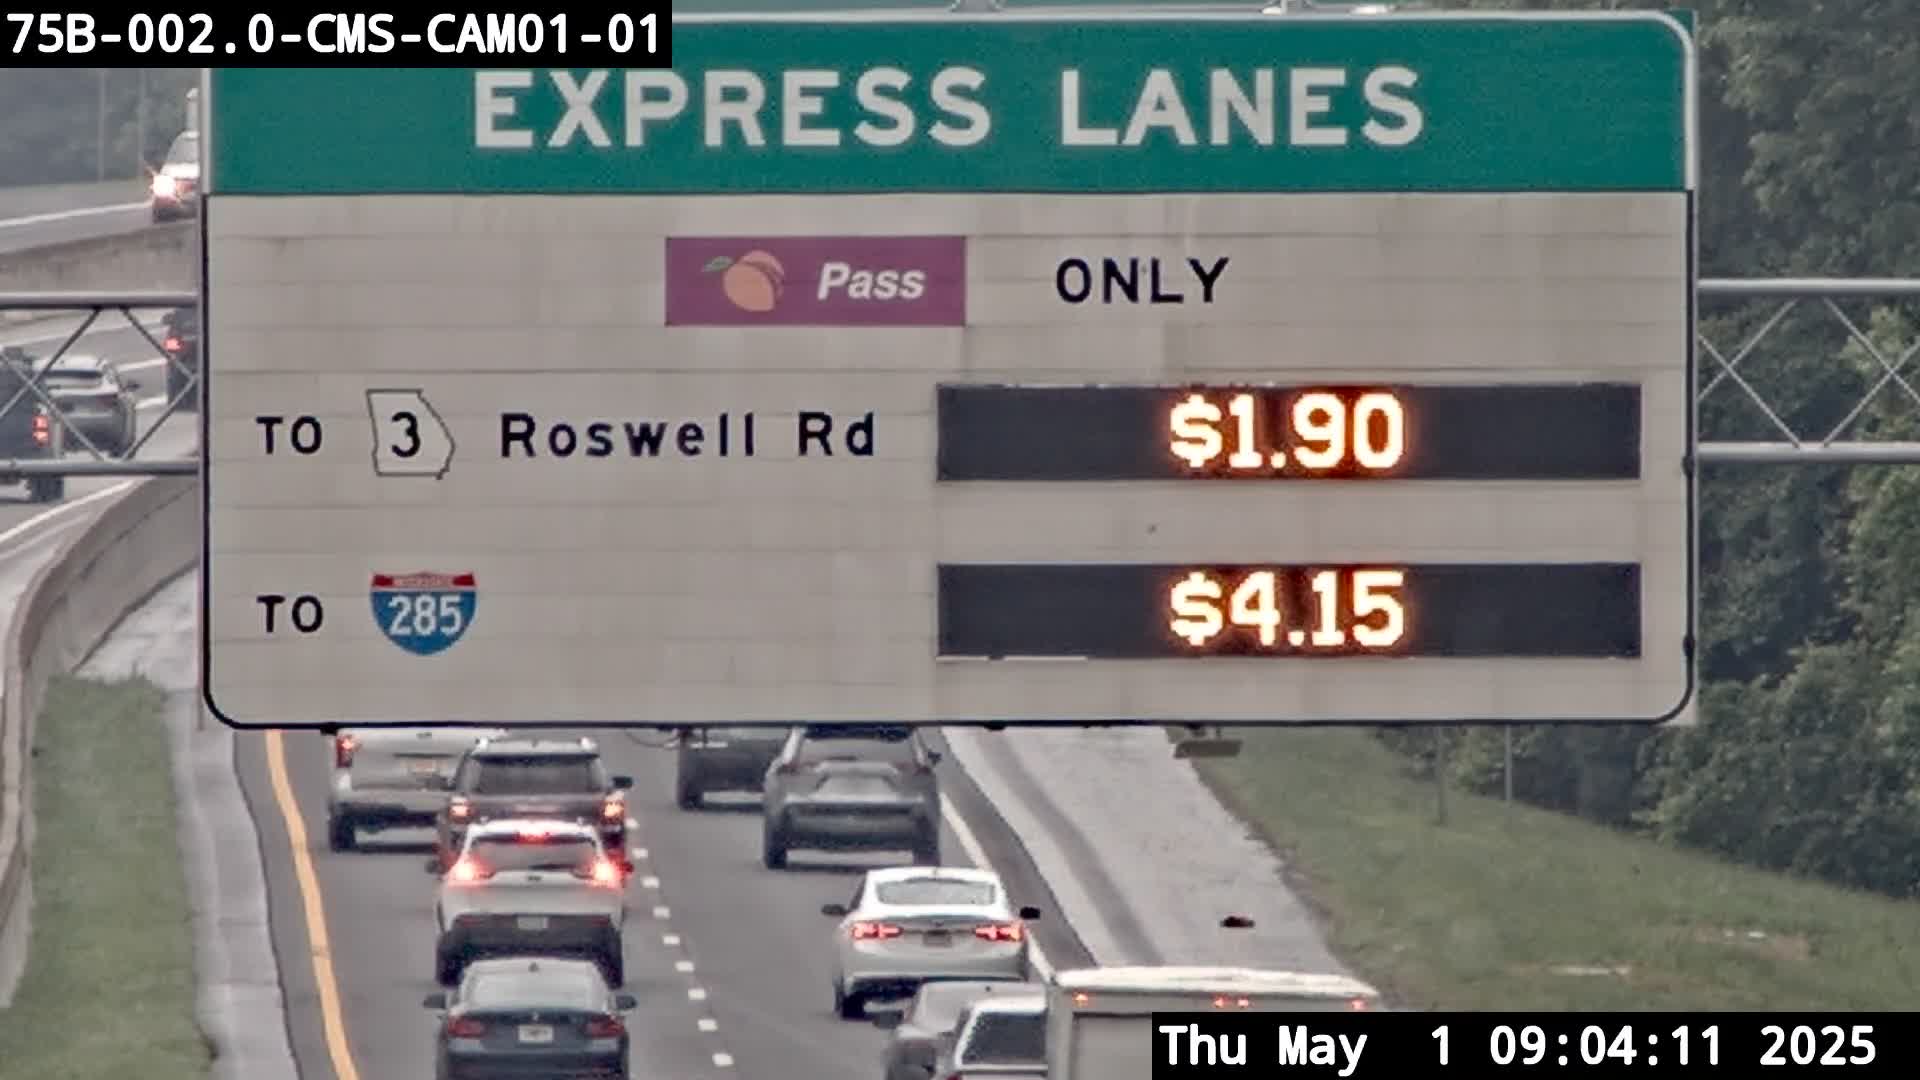 75B-002.0-CMS-CAM01-01
EXPRESS LANES
Pass ONLY
TO 3 Roswell Rd $1.90
TO 285 $4.15
Thu May 1 09:04:11 2025